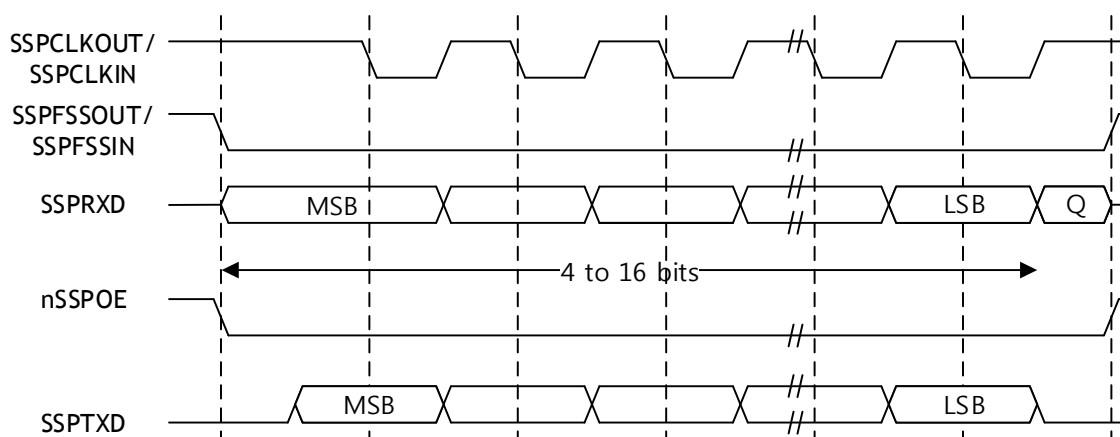 SSPCLKOUT/
SSPCLKIN
SSPFSSOUT/
SSPFSSIN
SSPRXD
MSB
LSB
Q
4 to 16 bits
nSSPOE
SSPTXD
MSB
LSB